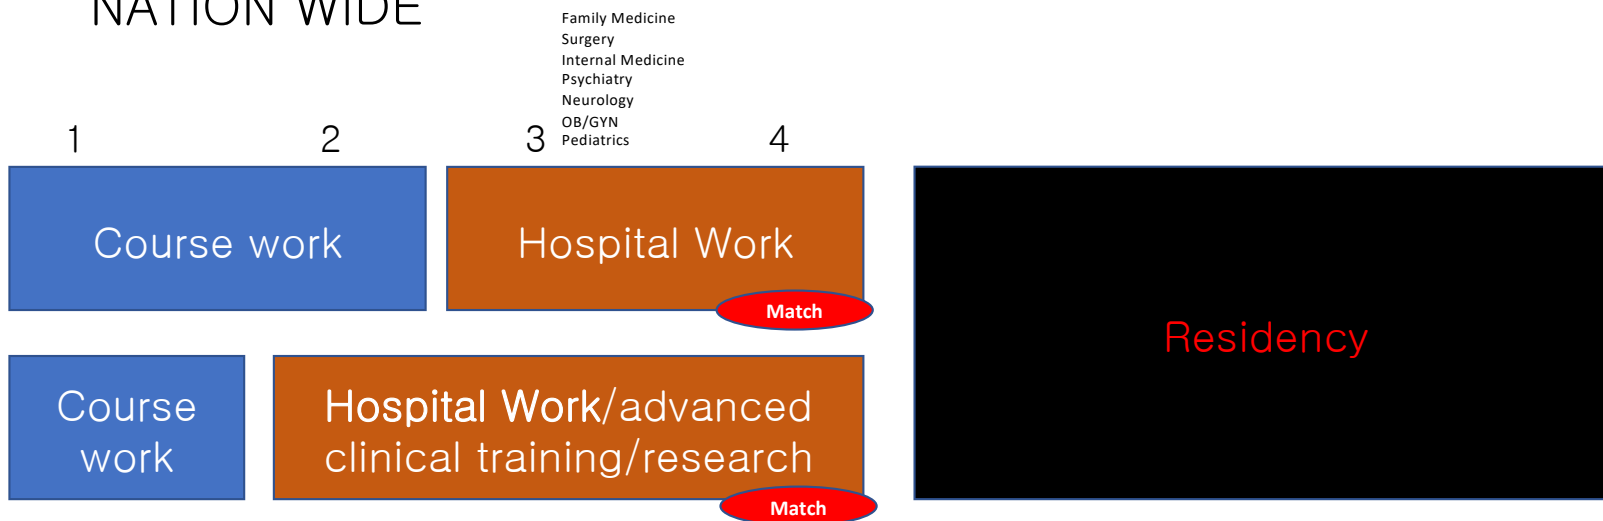 NATION WIDE
Family Medicine
Surgery
Internal Medicine
Psychiatry
Neurology
OB/GYN
Pediatrics
1 2 3 4
Course work
Hospital Work
Match
Residency
Course
work
Hospital Work/advanced
clinical training/research
Match